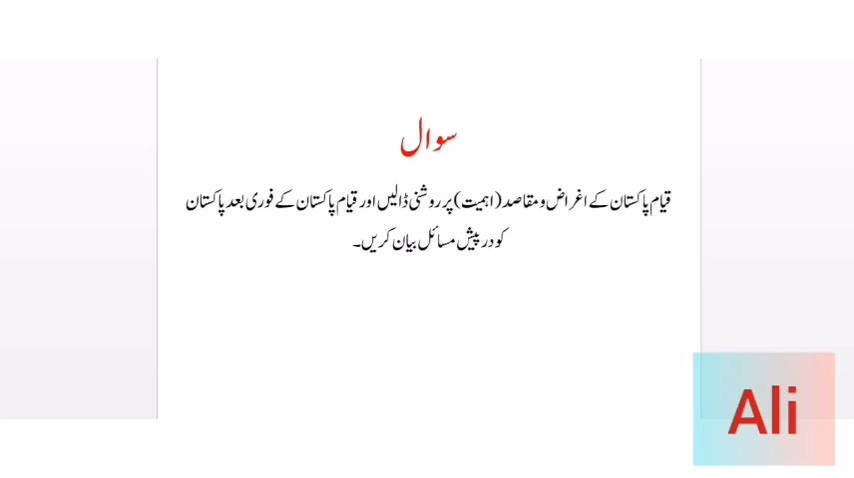 سوال
قیام پاکستان کے اغراض و مقاصد (اہمیت) پر روشنی ڈالیں اور قیام پاکستان کے فوری بعد پاکستان
کو درپیش مسائل بیان کریں۔
Ali